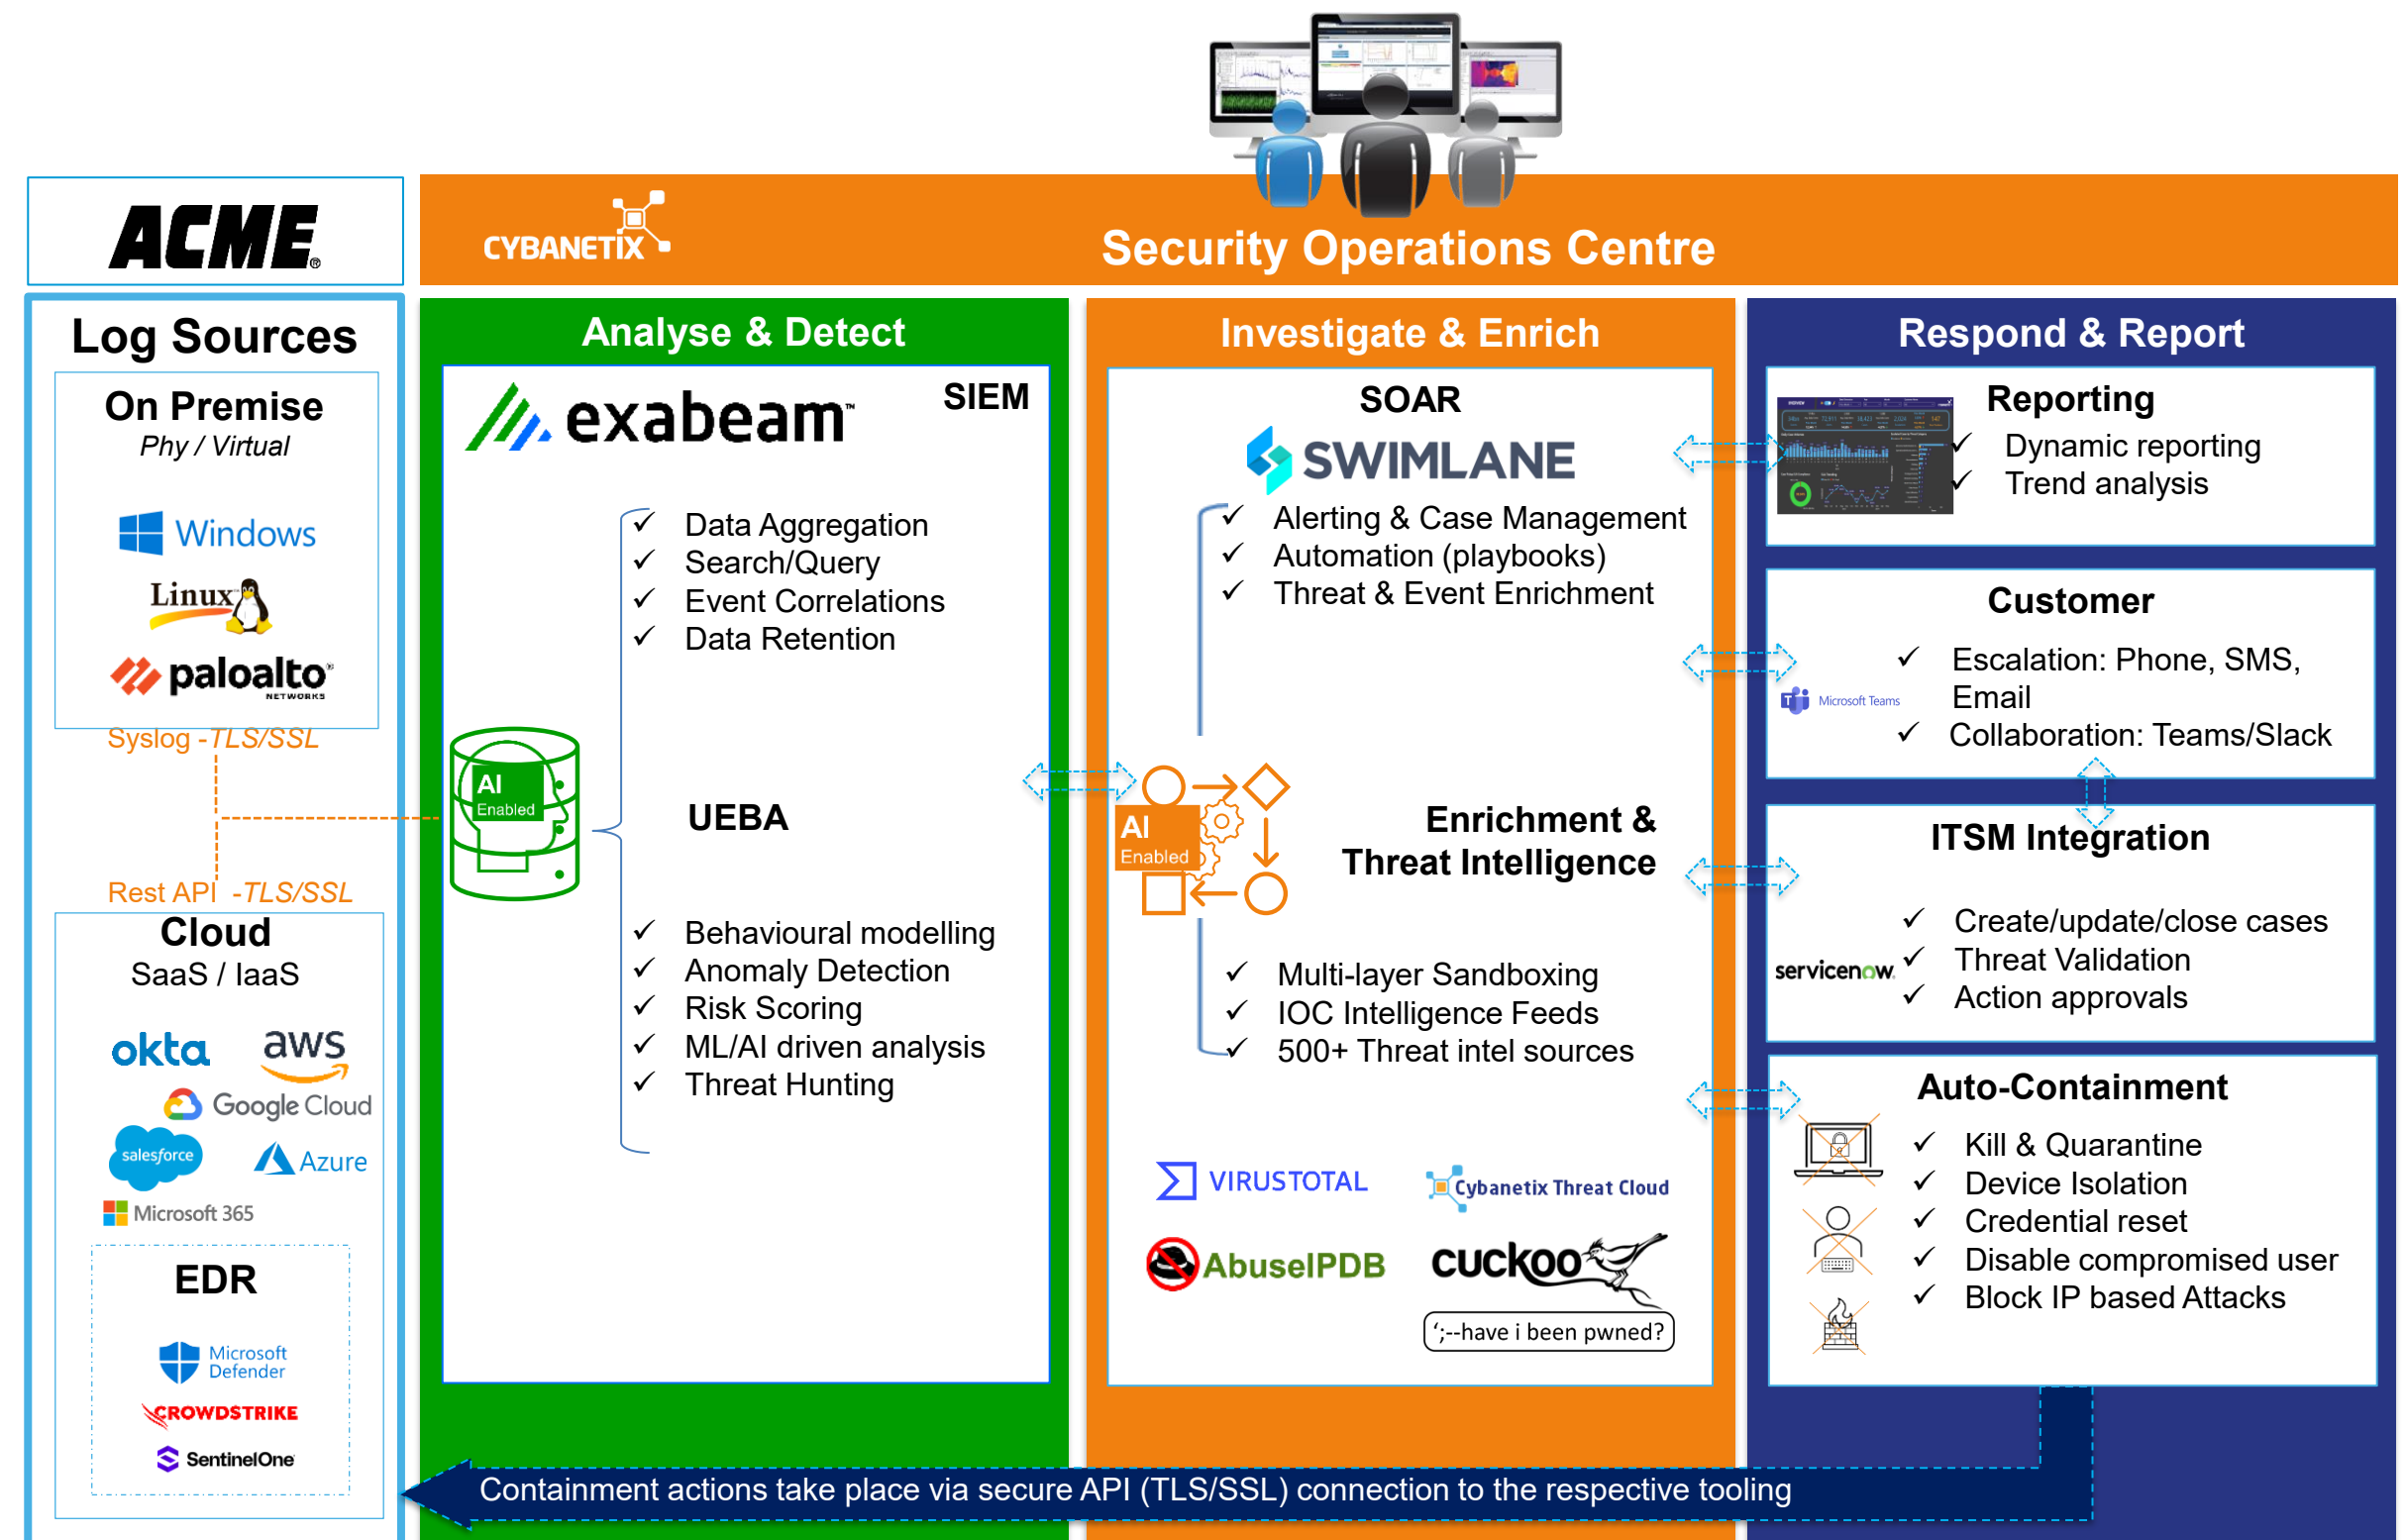 ACME®
CYBANETIX
Security Operations Centre
Log Sources
On Premise
Phy / Virtual
Windows
Linux
paloalto®
NETWORKS
Syslog -TLS/SSL
Rest API -TLS/SSL
Cloud
SaaS / IaaS
okta
aws
Google Cloud
salesforce
Azure
Microsoft 365
EDR
Microsoft
Defender
CROWDSTRIKE
SentinelOne
Analyse & Detect
exabeam™
SIEM
✓ Data Aggregation
✓ Search/Query
✓ Event Correlations
✓ Data Retention
AI
Enabled
UEBA
✓ Behavioural modelling
✓ Anomaly Detection
✓ Risk Scoring
✓ ML/AI driven analysis
✓ Threat Hunting
Investigate & Enrich
SOAR
SWIMLANE
✓ Alerting & Case Management
✓ Automation (playbooks)
✓ Threat & Event Enrichment
AI
Enabled
Enrichment &
Threat Intelligence
✓ Multi-layer Sandboxing
✓ IOC Intelligence Feeds
✓ 500+ Threat intel sources
VIRUSTOTAL
Cybanetix Threat Cloud
AbuseIPDB
cuckoo
‘;--have i been pwned?
Respond & Report
Reporting
✓ Dynamic reporting
✓ Trend analysis
Customer
✓ Escalation: Phone, SMS,
Email
Microsoft Teams
✓ Collaboration: Teams/Slack
ITSM Integration
✓ Create/update/close cases
✓ Threat Validation
servicenow
✓ Action approvals
Auto-Containment
✓ Kill & Quarantine
✓ Device Isolation
✓ Credential reset
✓ Disable compromised user
✓ Block IP based Attacks
Containment actions take place via secure API (TLS/SSL) connection to the respective tooling